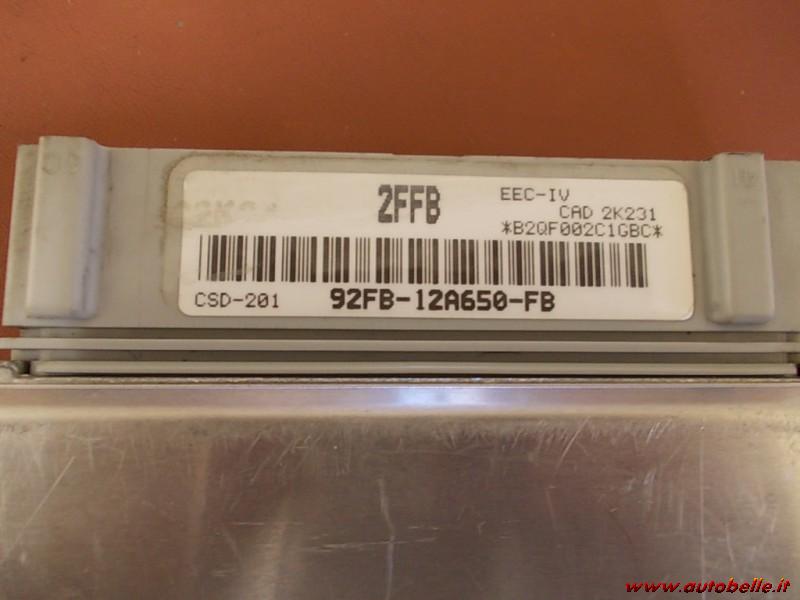 2FFB
EEC-IV
CAD 2K231
*B2QF002C1GBC*
CSD-201
92FB-12A650-FB
www.autobelle.it